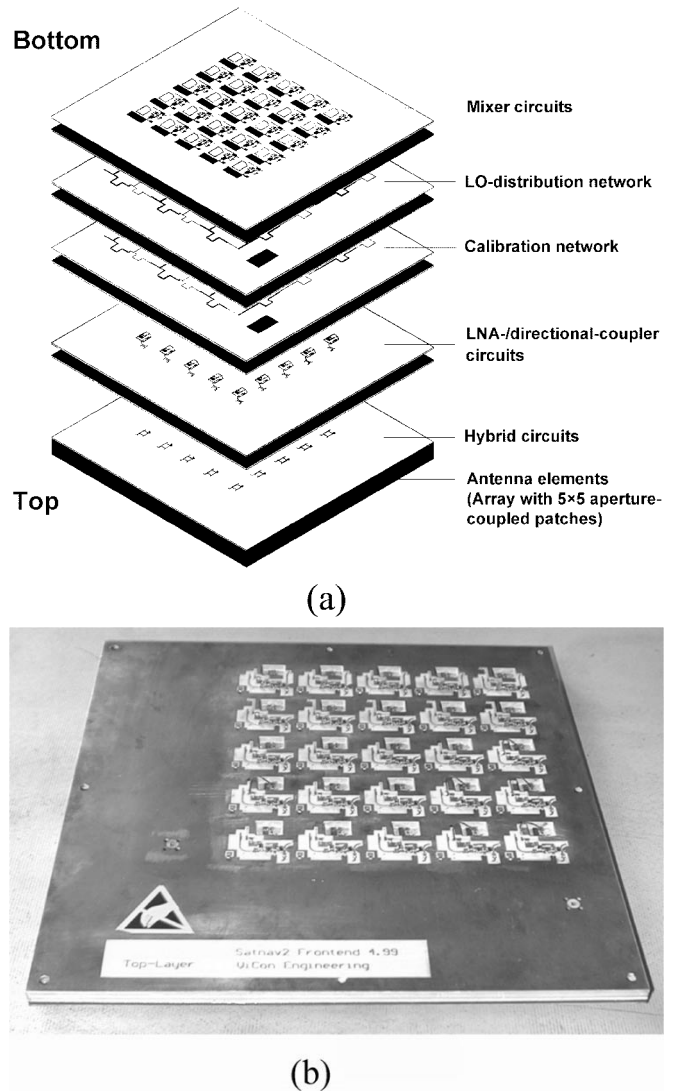 Bottom
Mixer circuits
LO-distribution network
Calibration network
LNA-/directional-coupler
circuits
Hybrid circuits
Antenna elements
(Array with 5×5 aperture-
coupled patches)
Top
(a)
Satnav2 Frontend 4.99
Top-Layer ViCon Engineering
(b)